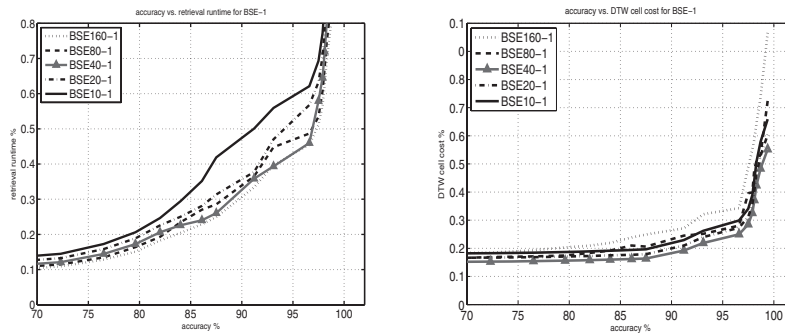 accuracy vs. retrieval runtime for BSE-1
0.8
0.7
0.6
0.5
0.4
0.3
0.2
0.1
0
retrieval runtime %
BSE160-1
BSE80-1
BSE40-1
BSE20-1
BSE10-1
70 75 80 85 90 95 100
accuracy %
accuracy vs. DTW cell cost for BSE-1
0.1
0
0.9
0.8
0.7
0.6
0.5
0.4
0.3
0.2
0.1
0
DTW cell cost %
BSE160-1
BSE80-1
BSE40-1
BSE20-1
BSE10-1
70 75 80 85 90 95 100
accuracy %